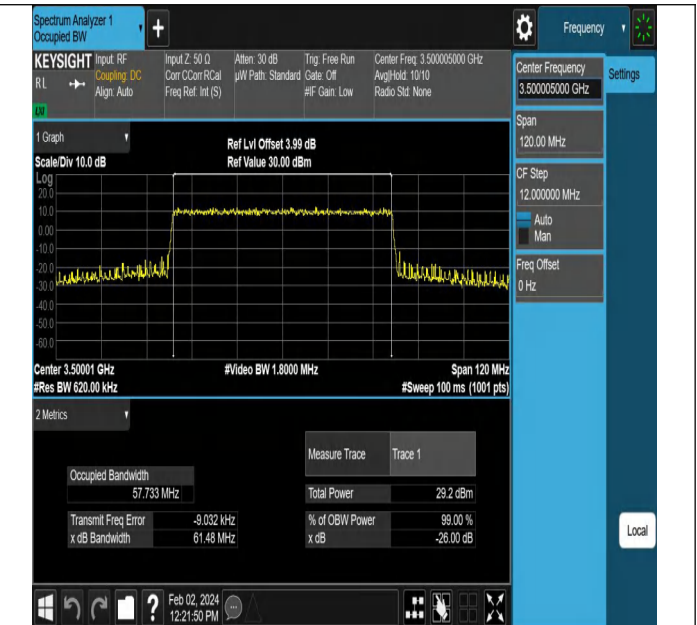 Spectrum Analyzer 1
Occupied BW
+
Frequency
KEYSIGHT
RL
LXI
Input: RF
Coupling: DC
Align: Auto
Input Z: 50 Ω
Corr CCorr RCal
Freq Ref: Int (S)
Atten: 30 dB
µW Path: Standard
Trig: Free Run
Gate: Off
#IF Gain: Low
Center Freq: 3.500005000 GHz
Avg|Hold: 10/10
Radio Std: None
Center Frequency
3.500005000 GHz
Settings
Span
120.00 MHz
CF Step
12.000000 MHz
Auto
Man
Freq Offset
0 Hz
Local
1 Graph
Scale/Div 10.0 dB
Ref Lvl Offset 3.99 dB
Ref Value 30.00 dBm
Log
20.0
10.0
0.00
-10.0
-20.0
-30.0
-40.0
-50.0
-60.0
Center 3.50001 GHz
#Video BW 1.8000 MHz
Span 120 MHz
#Res BW 620.00 kHz
#Sweep 100 ms (1001 pts)
2 Metrics
Measure Trace Trace 1
Occupied Bandwidth
57.733 MHz
Total Power 29.2 dBm
Transmit Freq Error -9.032 kHz
% of OBW Power 99.00 %
x dB Bandwidth 61.48 MHz
x dB -26.00 dB
?
Feb 02, 2024
12:21:50 PM